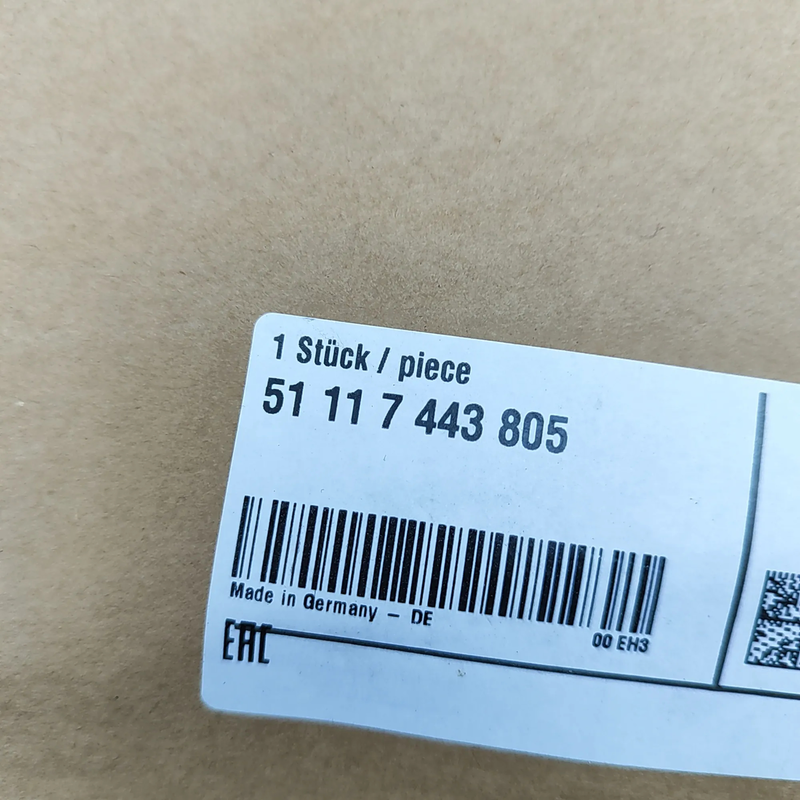 1 Stück / piece
51 11 7 443 805
Made in Germany – DE
00 EH3
EAC